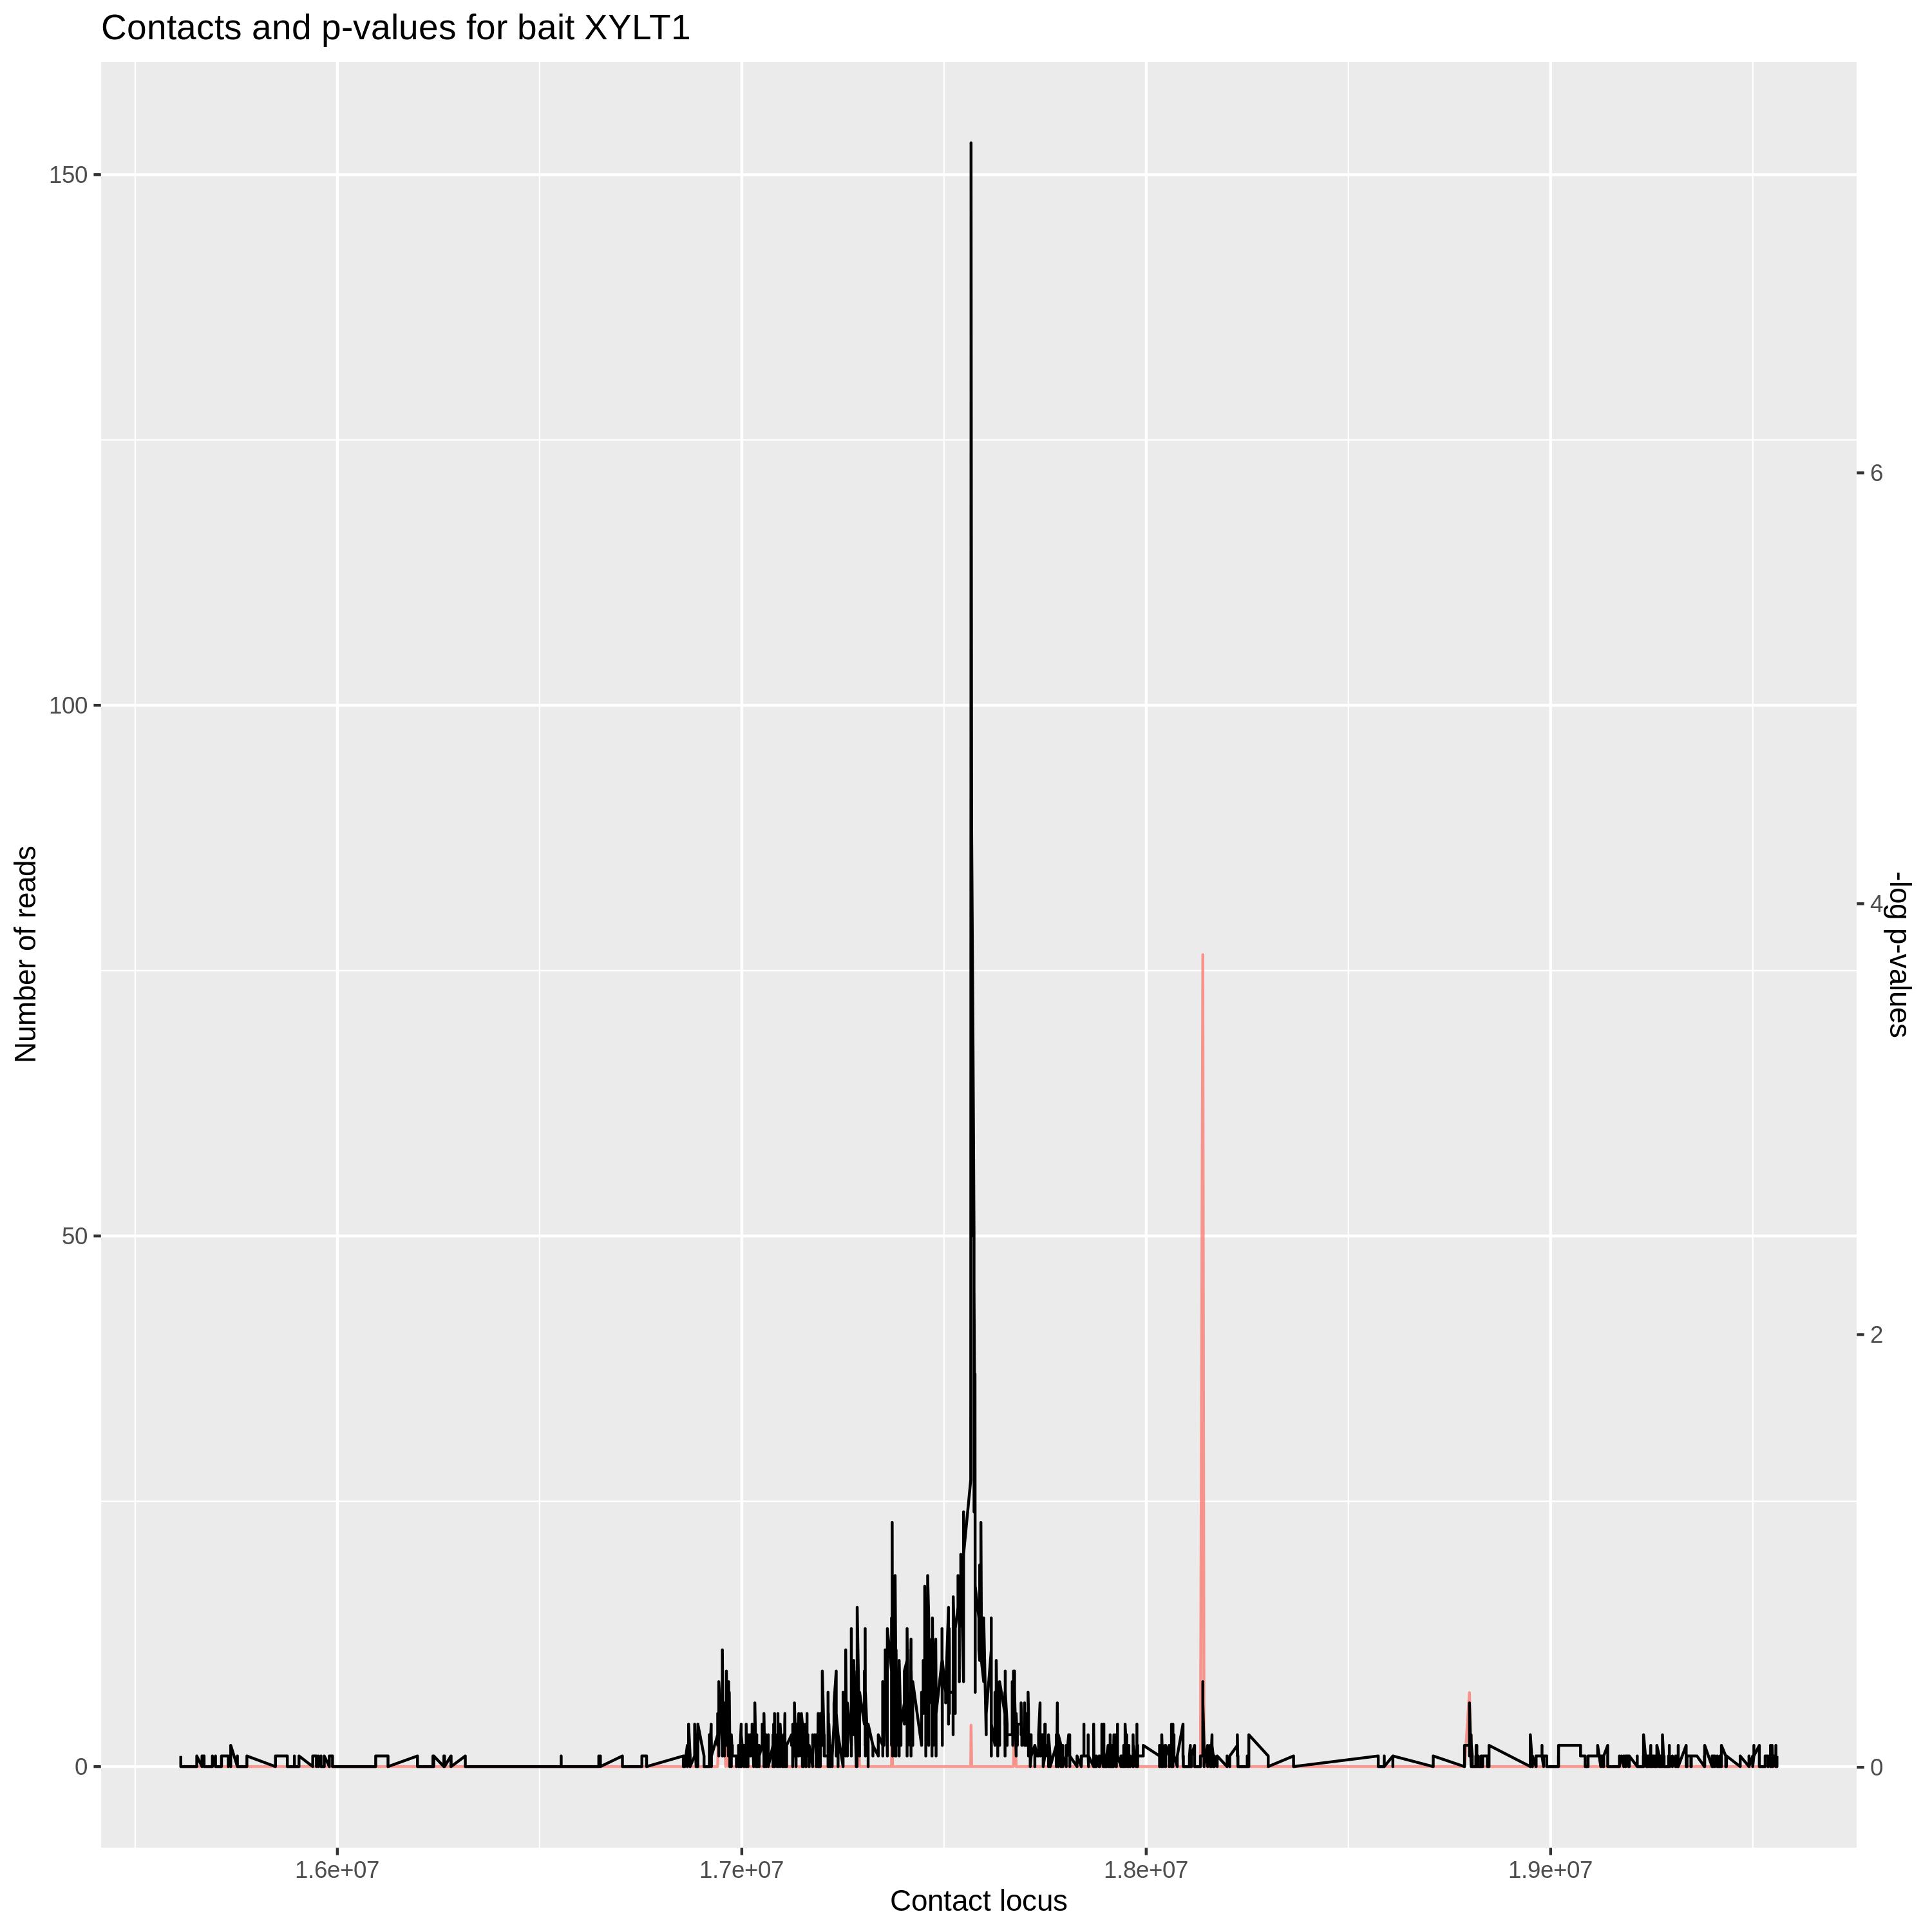 Contacts and p-values for bait XYLT1
150
100
50
0
Number of reads
6
4
2
0
-log p-values
1.6e+07
1.7e+07
1.8e+07
1.9e+07
Contact locus